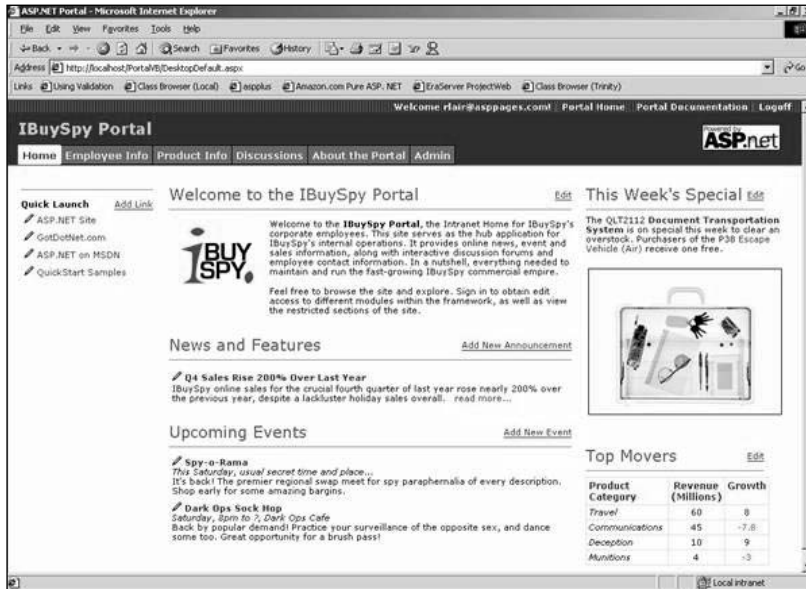 ASP.NET Portal - Microsoft Internet Explorer
File Edit View Favorites Tools Help
Back Search Favorites History
Address http://localhost/PortalVB/DesktopDefault.aspx Go
Links Using Validation Class Browser (Local) aspplus Amazon.com Pure ASP. NET EraServer ProjectWeb Class Browser (Trinity)
Welcome rlair@asppages.com! Portal Home Portal Documentation Logoff
IBuySpy Portal
Powered by
ASP.net
Home Employee Info Product Info Discussions About the Portal Admin
Quick Launch Add Link
ASP.NET Site
GotDotNet.com
ASP.NET on MSDN
QuickStart Samples
Welcome to the IBuySpy Portal Edit
iBUY
SPY.
Welcome to the IBuySpy Portal, the Intranet Home for IBuySpy's
corporate employees. This site serves as the hub application for
IBuySpy's internal operations. It provides online news, event and
sales information, along with interactive discussion forums and
employee contact information. In a nutshell, everything needed to
maintain and run the fast-growing IBuySpy commercial empire.
Feel free to browse the site and explore. Sign in to obtain edit
access to different modules within the framework, as well as view
the restricted sections of the site.
News and Features Add New Announcement
Q4 Sales Rise 200% Over Last Year
IBuySpy online sales for the crucial fourth quarter of last year rose nearly 200% over
the previous year, despite a lackluster holiday sales overall. read more...
Upcoming Events Add New Event
Spy-o-Rama
This Saturday, usual secret time and place...
It's back! The premier regional swap meet for spy paraphernalia of every description.
Shop early for some amazing bargins.
Dark Ops Sock Hop
Saturday, 8pm to ?, Dark Ops Cafe
Back by popular demand! Practice your surveillance of the opposite sex, and dance
some too. Great opportunity for a brush pass!
This Week's Special Edit
The QLT2112 Document Transportation
System is on special this week to clear an
overstock. Purchasers of the P38 Escape
Vehicle (Air) receive one free.
Top Movers Edit
Product Category Revenue (Millions) Growth
Travel 60 8
Communications 45 -7.8
Deception 10 9
Munitions 4 -3
Local intranet